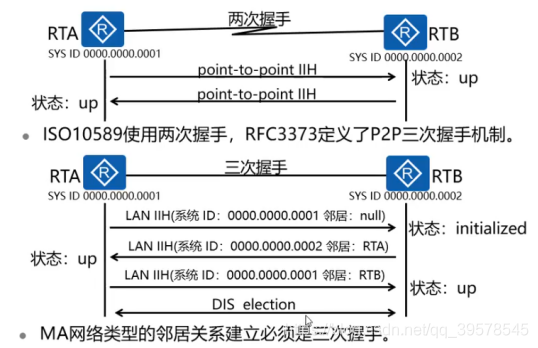 两次握手
RTA
RTB
SYS ID 0000.0000.0001
SYS ID 0000.0000.0002
point-to-point IIH
状态：up
point-to-point IIH
状态：up
• ISO10589使用两次握手，RFC3373定义了P2P三次握手机制。
RTA
三次握手
RTB
SYS ID 0000.0000.0001
SYS ID 0000.0000.0002
LAN IIH(系统 ID：0000.0000.0001 邻居：null)
状态：initialized
LAN IIH(系统 ID：0000.0000.0002 邻居：RTA)
状态：up
LAN IIH(系统 ID：0000.0000.0001 邻居：RTB)
状态：up
DIS election
• MA网络类型的邻居关系建立必须是三次握手。